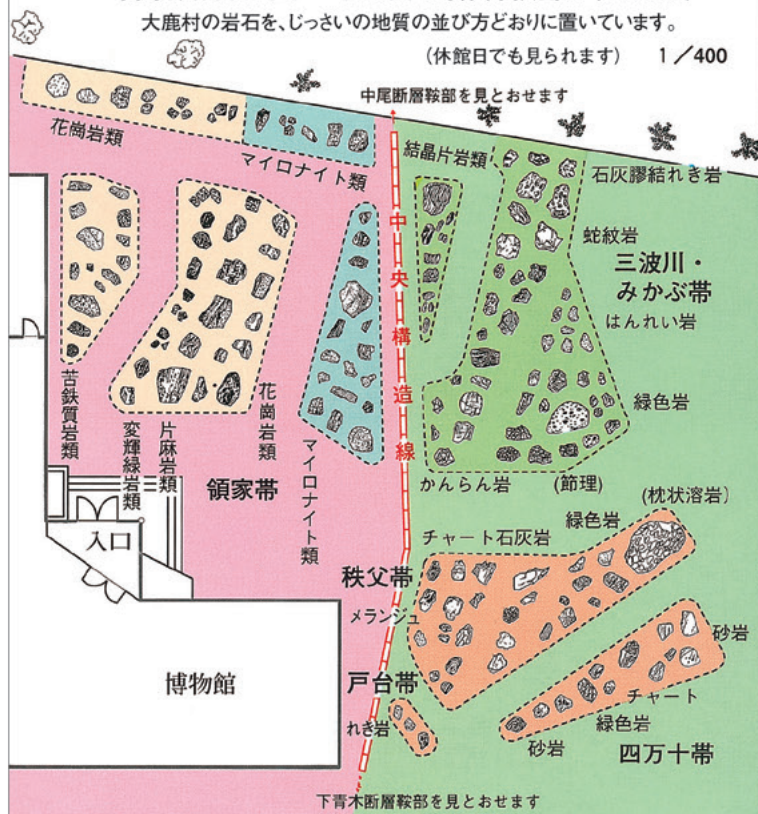 大鹿村の岩石を、じっさいの地質の並び方どおりに置いています。
(休館日でも見られます) 1／400
中尾断層鞍部を見とおせます
花崗岩類
マイロナイト類
結晶片岩類
石灰膠結れき岩
蛇紋岩
三波川・
みかぶ帯
はんれい岩
中央構造線
緑色岩
苦鉄質岩類
変輝緑岩類
片麻岩類
花崗岩類
マイロナイト類
領家帯
かんらん岩
(節理)
(枕状溶岩)
緑色岩
チャート石灰岩
入口
秩父帯
メランジュ
砂岩
博物館
戸台帯
チャート
れき岩
緑色岩
砂岩
四万十帯
下青木断層鞍部を見とおせます